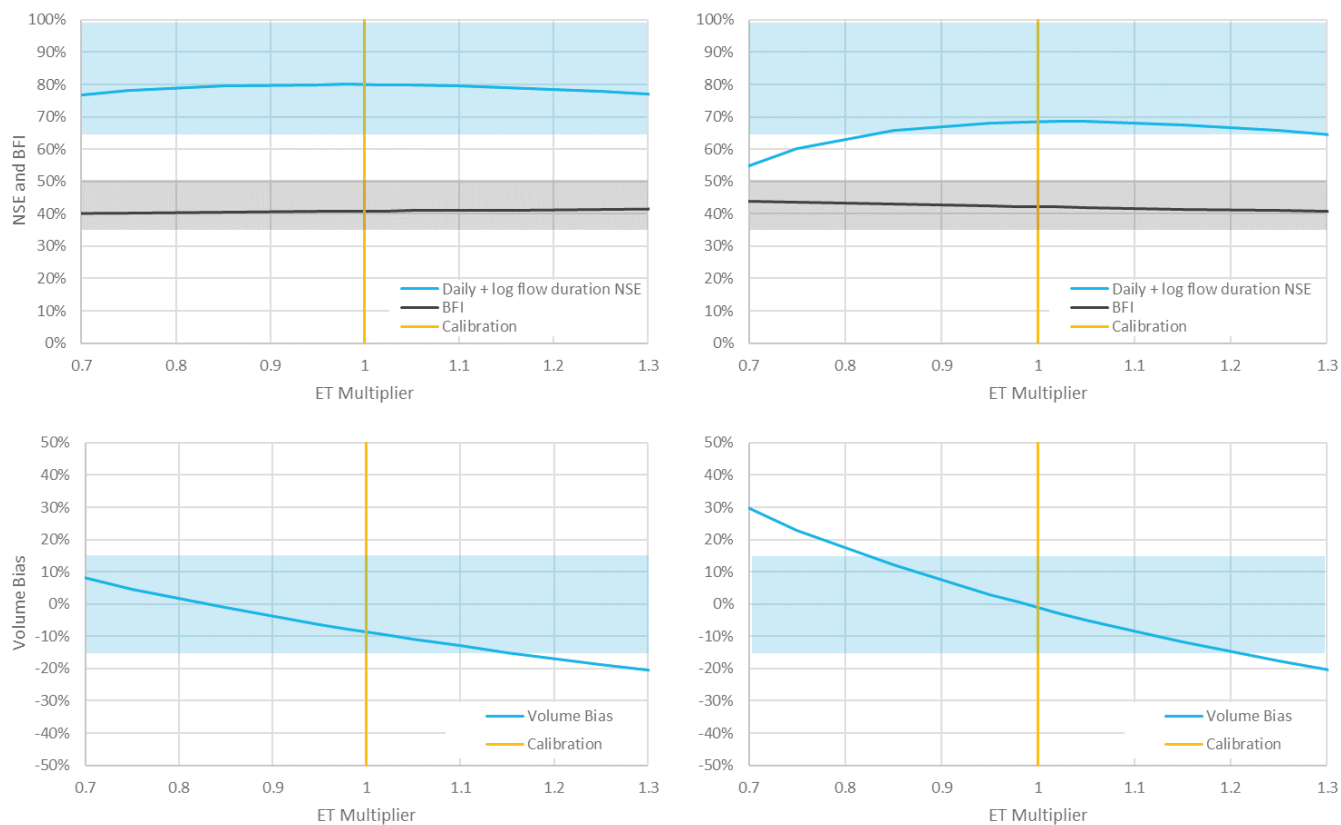 100%
90%
80%
70%
60%
50%
40%
30%
20%
10%
0%
NSE and BFI
Daily + log flow duration NSE
BFI
Calibration
0.7 0.8 0.9 1 1.1 1.2 1.3
ET Multiplier
100%
90%
80%
70%
60%
50%
40%
30%
20%
10%
0%
Daily + log flow duration NSE
BFI
Calibration
0.7 0.8 0.9 1 1.1 1.2 1.3
ET Multiplier
50%
40%
30%
20%
10%
0%
-10%
-20%
-30%
-40%
-50%
Volume Bias
Volume Bias
Calibration
0.7 0.8 0.9 1 1.1 1.2 1.3
ET Multiplier
50%
40%
30%
20%
10%
0%
-10%
-20%
-30%
-40%
-50%
Volume Bias
Calibration
0.7 0.8 0.9 1 1.1 1.2 1.3
ET Multiplier